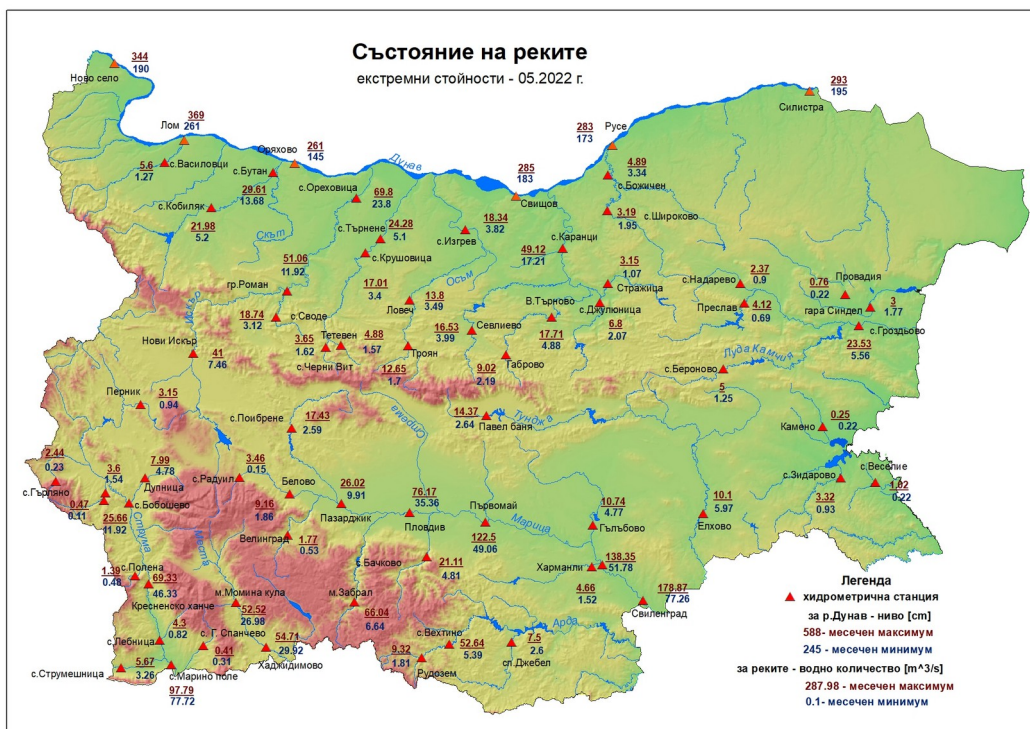 Състояние на реките
екстремни стойности - 05.2022 г.
344
190
Ново село
369
261
Лом
5.6
1.27
с.Василовци
Оряхово
261
145
с.Бутан
29.61
13.68
с.Кобиляк
21.98
5.2
Скът
с.Ореховица
69.8
23.8
Дунав
285
183
Свищов
Русе
283
173
293
195
Силистра
4.89
3.34
с.Божичен
3.19
1.95
с.Широково
с.Търнене
24.28
5.1
с.Крушовица
18.34
3.82
с.Изгрев
с.Каранци
49.12
17.21
51.06
11.92
гр.Роман
Искър
17.01
3.4
Осъм
13.8
3.49
Ловеч
3.15
1.07
Стражица
с.Надарево
2.37
0.9
Преслав
4.12
0.69
0.76
0.22
Провадия
гара Синдел
3
1.77
с.Гроздьово
23.53
5.56
18.74
3.12
с.Своде
Нови Искър
41
7.46
3.65
1.62
с.Черни Вит
Тетевен
4.88
1.57
Троян
12.65
1.7
16.53
3.99
Севлиево
В.Търново
17.71
4.88
с.Джулюница
6.8
2.07
9.02
2.19
Габрово
Луда Камчия
с.Бероново
5
1.25
Перник
3.15
0.94
с.Поибрене
17.43
2.59
Стряма
14.37
2.64
Павел баня
Тунджа
0.25
0.22
Камено
2.44
0.23
с.Гърляно
3.6
1.54
7.99
4.78
Дупница
0.47
0.11
с.Бобошево
25.66
11.92
с.Радуил
3.46
0.15
Белово
9.16
1.86
26.02
9.91
Пазарджик
76.17
35.36
Пловдив
Първомай
122.5
49.06
Марица
10.74
4.77
Гълъбово
10.1
5.97
Елхово
с.Зидарово
3.32
0.93
с.Веселие
1.02
0.22
Струма
Места
Велинград
1.77
0.53
с.Бачково
21.11
4.81
Харманли
138.35
51.78
4.66
1.52
178.87
77.26
Свиленград
1.39
0.48
с.Полена
69.33
46.33
Кресненско ханче
м.Момина кула
52.52
26.98
м.Забрал
66.04
6.64
4.3
0.82
с.Лебница
с. Г. Спанчево
0.41
0.31
54.71
29.92
Хаджидимово
с.Вехтино
52.64
5.39
9.32
1.81
Рудозем
Арда
7.5
2.6
сп.Джебел
5.67
3.26
с.Струмешница
с.Марино поле
97.79
77.72
Легенда
хидрометрична станция
за р.Дунав - ниво [cm]
588- месечен максимум
245 - месечен минимум
за реките - водно количество [m^3/s]
287.98 - месечен максимум
0.1- месечен минимум